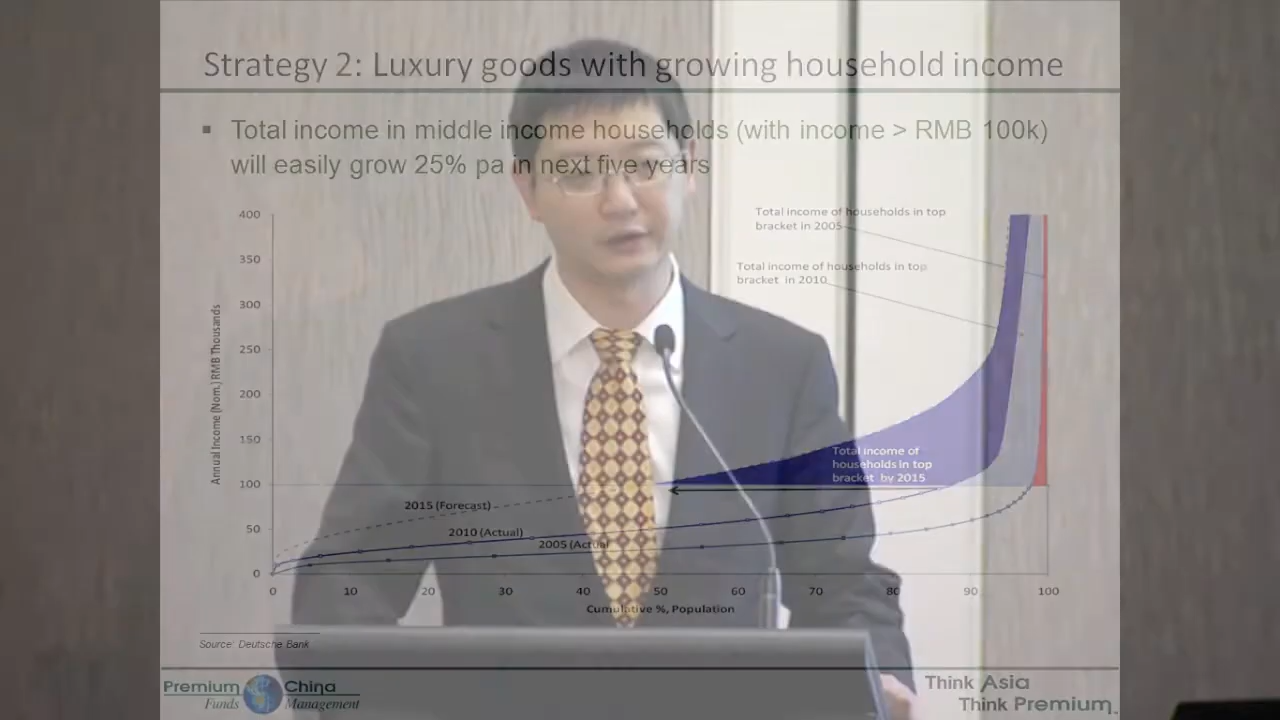 Strategy 2: Luxury goods with growing household income
▪ Total income in middle income households (with income > RMB 100k)
will easily grow 25% pa in next five years
Total income of households in top
bracket in 2005
Total income of households in top
bracket in 2010
400
350
300
250
200
150
100
50
0
Annual Income (Nom.) RMB Thousands
Total income of
households in top
bracket by 2015
2015 (Forecast)
2010 (Actual)
2005 (Actual
0 10 20 30 40 50 60 70 80 90 100
Cumulative %, Population
Source: Deutsche Bank
Premium China
Funds Management
Think Asia
Think Premium